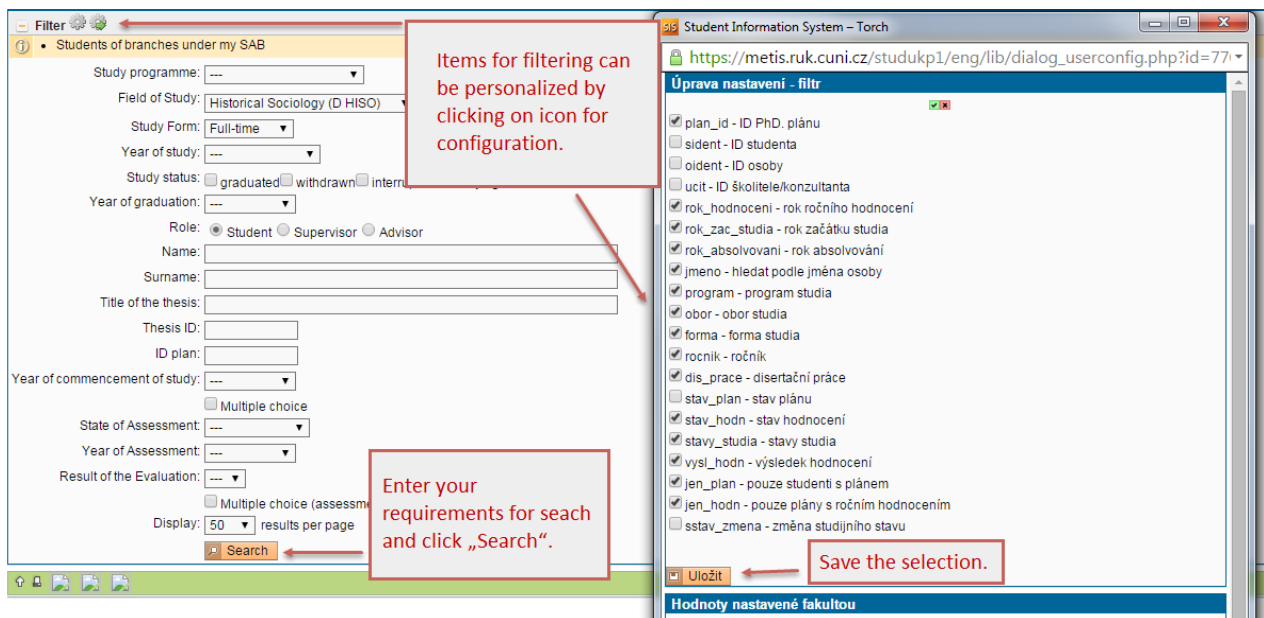 Filter
Students of branches under my SAB
Study programme: ---
Field of Study: Historical Sociology (D HISO)
Study Form: Full-time
Year of study: ---
Study status: graduated withdrawn
Year of graduation: ---
Role: Student Supervisor Advisor
Name:
Surname:
Title of the thesis:
Thesis ID:
ID plan:
Year of commencement of study: ---
Multiple choice
State of Assessment: ---
Year of Assessment: ---
Result of the Evaluation: ---
Multiple choice
Display: 50 results per page
Search
Items for filtering can
be personalized by
clicking on icon for
configuration.
Enter your
requirements for seach
and click „Search“.
SIS Student Information System – Torch
https://metis.ruk.cuni.cz/studukp1/eng/lib/dialog_userconfig.php?id=77
Úprava nastavení - filtr
plan_id - ID PhD. plánu
sident - ID studenta
oident - ID osoby
ucit - ID školitele/konzultanta
rok_hodnoceni - rok ročního hodnocení
rok_zac_studia - rok začátku studia
rok_absolvovani - rok absolvování
jmeno - hledat podle jména osoby
program - program studia
obor - obor studia
forma - forma studia
rocnik - ročník
dis_prace - disertační práce
stav_plan - stav plánu
stav_hodn - stav hodnocení
stavy_studia - stavy studia
vysl_hodn - výsledek hodnocení
jen_plan - pouze studenti s plánem
jen_hodn - pouze plány s ročním hodnocením
sstav_zmena - změna studijního stavu
Uložit
Save the selection.
Hodnoty nastavené fakultou